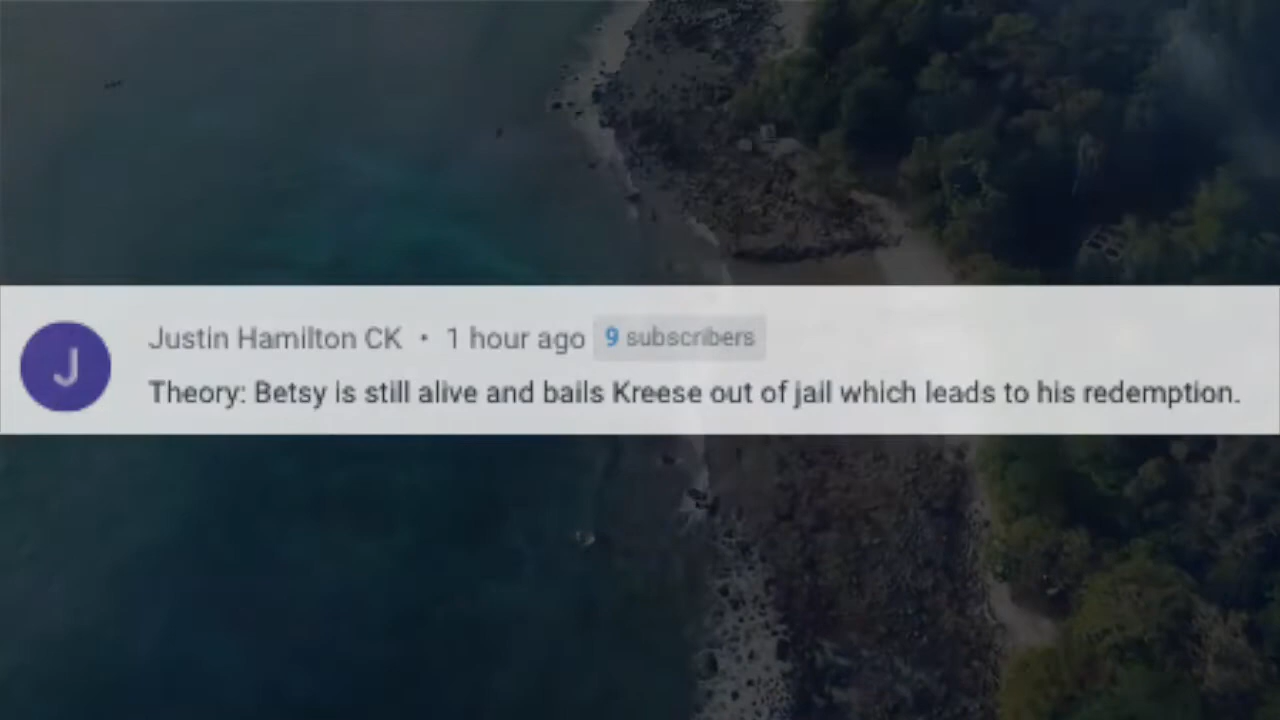 J
Justin Hamilton CK • 1 hour ago 9 subscribers
Theory: Betsy is still alive and bails Kreese out of jail which leads to his redemption.